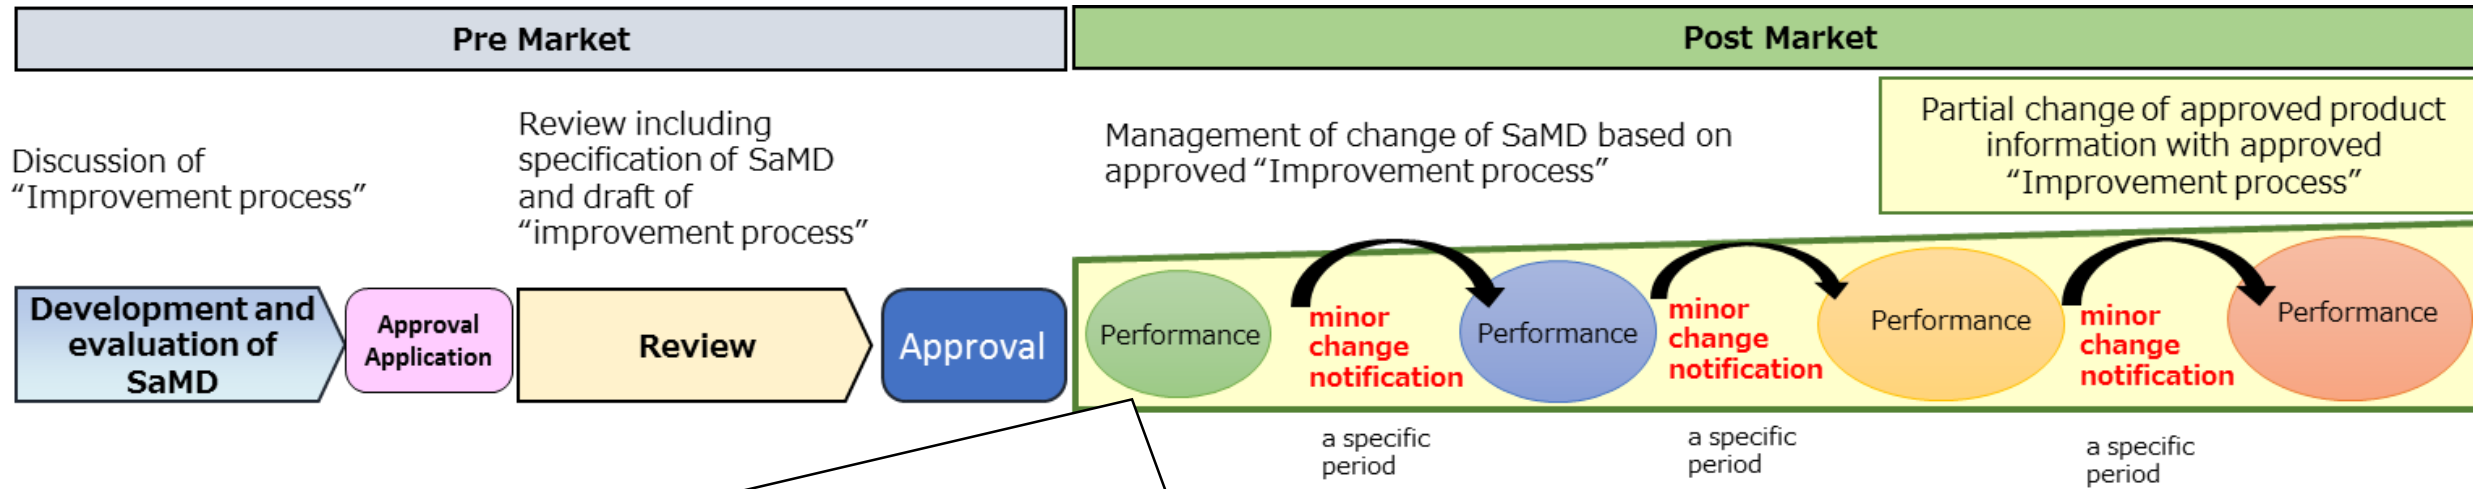 Pre Market
Post Market
Discussion of
“Improvement process”
Review including
specification of SaMD
and draft of
“improvement process”
Management of change of SaMD based on
approved “Improvement process”
Partial change of approved product
information with approved
“Improvement process”
Development and
evaluation of
SaMD
Approval
Application
Review
Approval
Performance
minor
change
notification
Performance
minor
change
notification
Performance
minor
change
notification
Performance
a specific
period
a specific
period
a specific
period